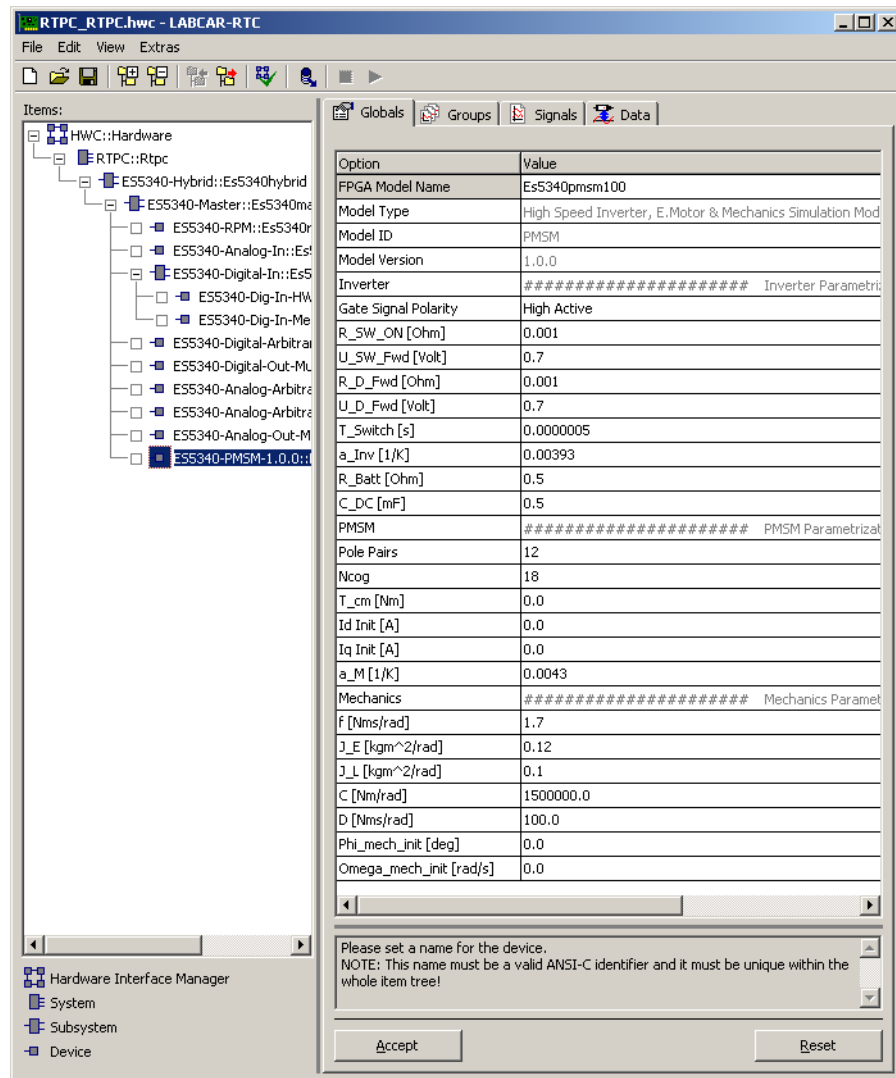 RTPC_RTPC.hwc - LABCAR-RTC
File Edit View Extras
Items:
HWC::Hardware
RTPC::Rtpc
ES5340-Hybrid::Es5340hybrid
ES5340-Master::Es5340ma
ES5340-RPM::Es5340r
ES5340-Analog-In::Es!
ES5340-Digital-In::Es5
ES5340-Dig-In-HW
ES5340-Dig-In-Me
ES5340-Digital-Arbitrar
ES5340-Digital-Out-Mu
ES5340-Analog-Arbitra
ES5340-Analog-Arbitra
ES5340-Analog-Out-M
ES5340-PMSM-1.0.0::
Hardware Interface Manager
System
Subsystem
Device
Globals Groups Signals Data
Option Value
FPGA Model Name Es5340pmsm100
Model Type High Speed Inverter, E.Motor & Mechanics Simulation Mod
Model ID PMSM
Model Version 1.0.0
Inverter ###################### Inverter Parametriz
Gate Signal Polarity High Active
R_SW_ON [Ohm] 0.001
U_SW_Fwd [Volt] 0.7
R_D_Fwd [Ohm] 0.001
U_D_Fwd [Volt] 0.7
T_Switch [s] 0.0000005
a_Inv [1/K] 0.00393
R_Batt [Ohm] 0.5
C_DC [mF] 0.5
PMSM ###################### PMSM Parametrizat
Pole Pairs 12
Ncog 18
T_cm [Nm] 0.0
Id Init [A] 0.0
Iq Init [A] 0.0
a_M [1/K] 0.0043
Mechanics ###################### Mechanics Paramet
f [Nms/rad] 1.7
J_E [kgm^2/rad] 0.12
J_L [kgm^2/rad] 0.1
C [Nm/rad] 1500000.0
D [Nms/rad] 100.0
Phi_mech_init [deg] 0.0
Omega_mech_init [rad/s] 0.0
Please set a name for the device.
NOTE: This name must be a valid ANSI-C identifier and it must be unique within the
whole item tree!
Accept Reset